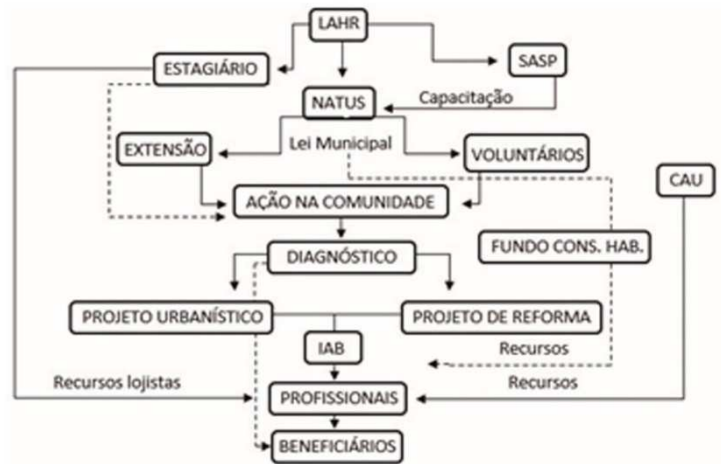 LAHR
ESTAGIÁRIO
SASP
NATUS
Capacitação
EXTENSÃO
Lei Municipal
VOLUNTÁRIOS
CAU
AÇÃO NA COMUNIDADE
DIAGNÓSTICO
FUNDO CONS. HAB.
PROJETO URBANÍSTICO
PROJETO DE REFORMA
IAB
Recursos
Recursos lojistas
Recursos
PROFISSIONAIS
BENEFICIÁRIOS